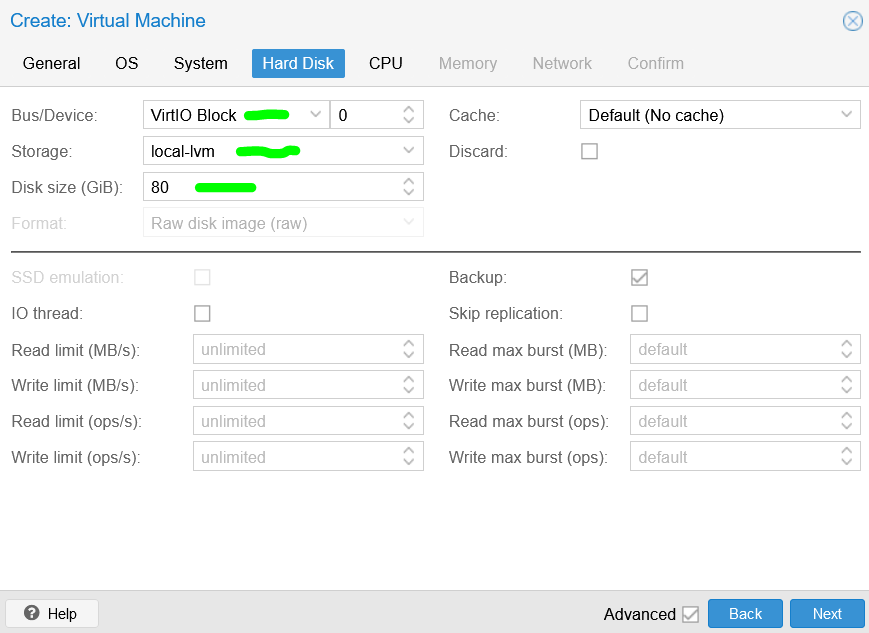 Create: Virtual Machine
General OS System Hard Disk CPU Memory Network Confirm
Bus/Device: VirtIO Block 0 Cache: Default (No cache)
Storage: local-lvm Discard:
Disk size (GiB): 80
Format: Raw disk image (raw)
SSD emulation: Backup:
IO thread: Skip replication:
Read limit (MB/s): unlimited Read max burst (MB): default
Write limit (MB/s): unlimited Write max burst (MB): default
Read limit (ops/s): unlimited Read max burst (ops): default
Write limit (ops/s): unlimited Write max burst (ops): default
? Help Advanced Back Next